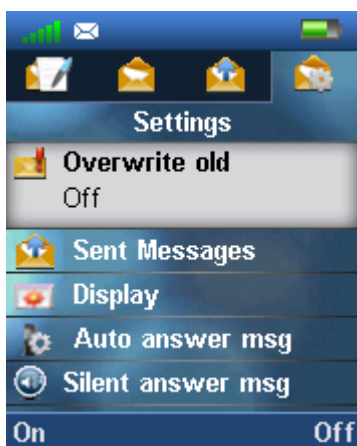 Settings
Overwrite old
Off
Sent Messages
Display
Auto answer msg
Silent answer msg
On Off